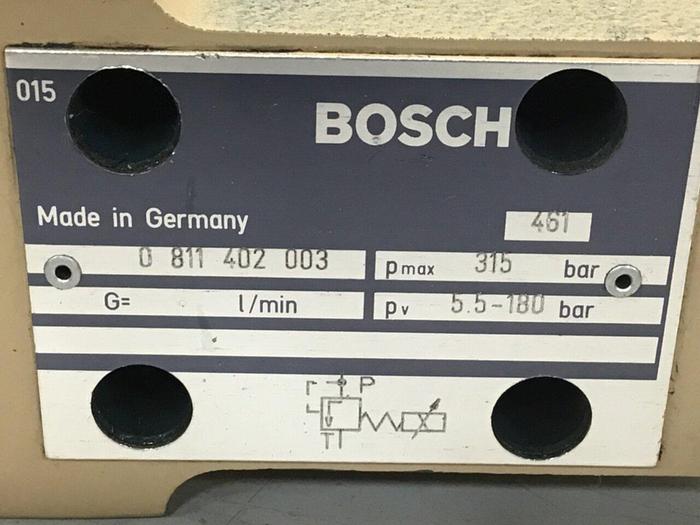 015
BOSCH
Made in Germany
461
0 811 402 003
pmax 315 bar
G= l/min
pv 5.5-180 bar
P
T